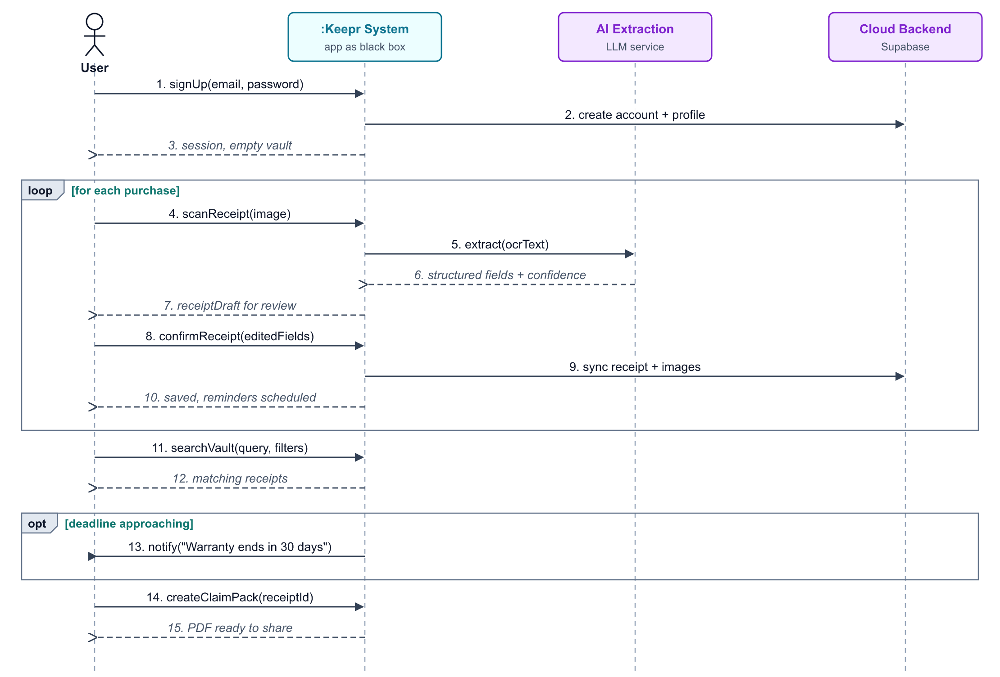 :Keepr System
app as black box
AI Extraction
LLM service
Cloud Backend
Supabase
User
1. signUp(email, password)
2. create account + profile
3. session, empty vault
loop
[for each purchase]
4. scanReceipt(image)
5. extract(ocrText)
6. structured fields + confidence
7. receiptDraft for review
8. confirmReceipt(editedFields)
9. sync receipt + images
10. saved, reminders scheduled
11. searchVault(query, filters)
12. matching receipts
opt
[deadline approaching]
13. notify("Warranty ends in 30 days")
14. createClaimPack(receiptId)
15. PDF ready to share